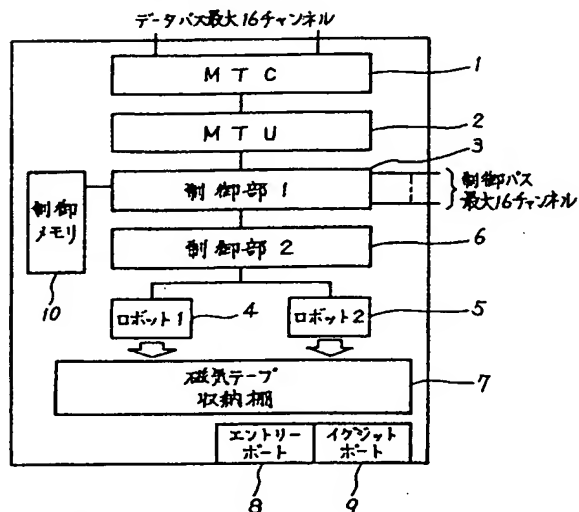 データパス最大16チャンネル
MTC
1
MTU
2
3
制御部1
制御パス
最大16チャンネル
制御
メモリ
10
制御部2
6
ロボット1
4
ロボット2
5
磁気テープ
収納棚
7
エントリー
ポート
イグジット
ポート
8
9